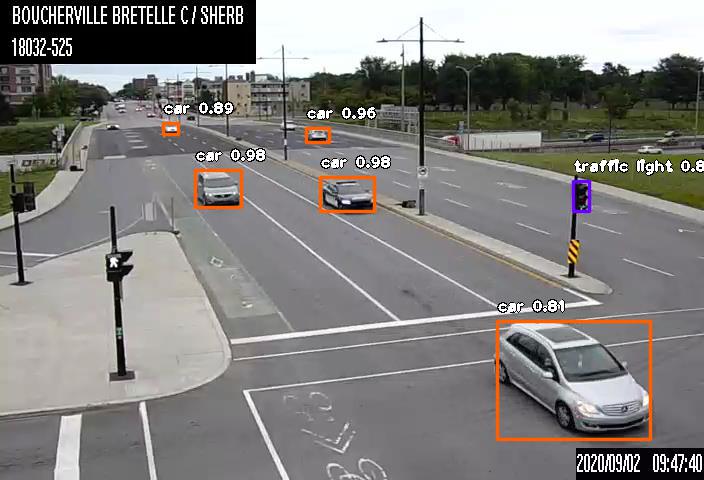 BOUCHERVILLE BRETELLE C / SHERB
18032-525
car 0.89
car 0.96
car 0.98
car 0.98
traffic light 0.8
car 0.81
2020/09/02 09:47:40